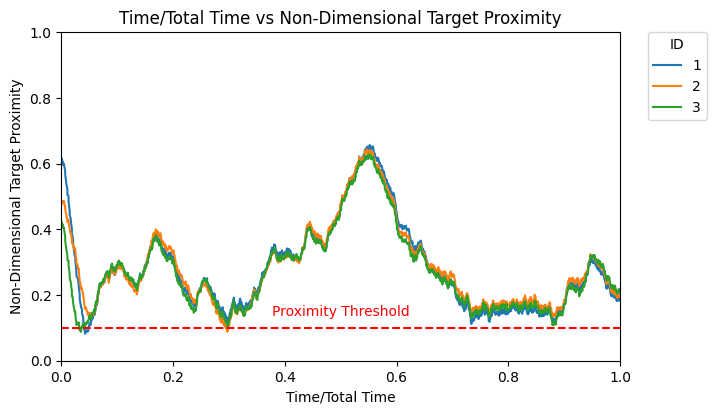 Time/Total Time vs Non-Dimensional Target Proximity
Non-Dimensional Target Proximity
1.0
0.8
0.6
0.4
0.2
0.0
Proximity Threshold
0.0 0.2 0.4 0.6 0.8 1.0
Time/Total Time
ID
1
2
3